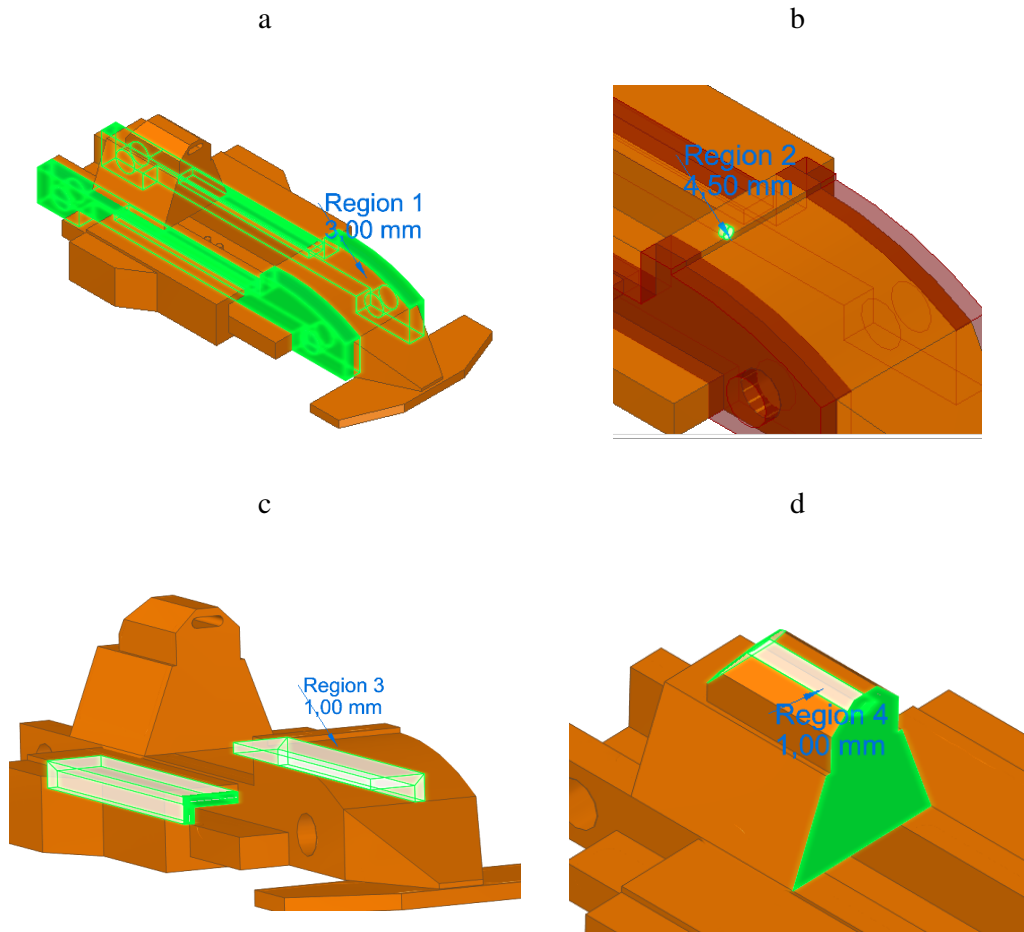 a
b
Region 1
3,00 mm
Region 2
4,50 mm
c
d
Region 3
1,00 mm
Region 4
1,00 mm